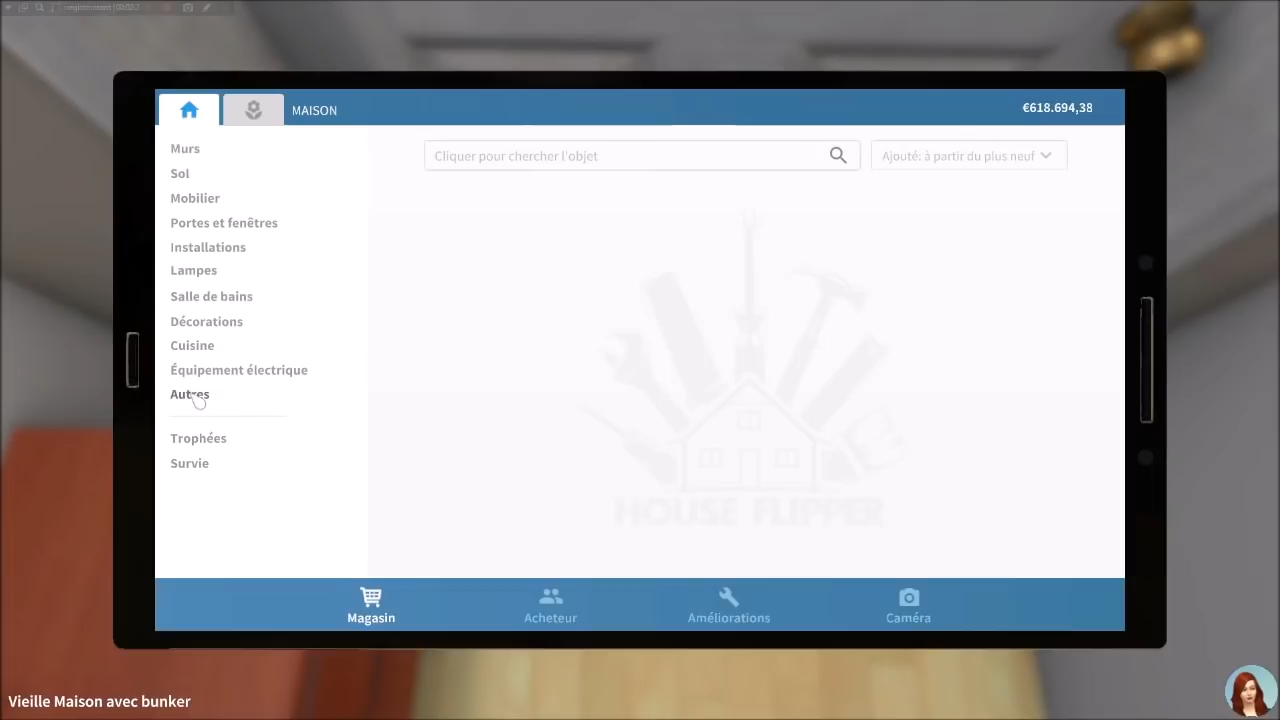 MAISON
€618.694,38
Cliquer pour chercher l'objet
Ajouté: à partir du plus neuf
Murs
Sol
Mobilier
Portes et fenêtres
Installations
Lampes
Salle de bains
Décorations
Cuisine
Équipement électrique
Autres
Trophées
Survie
HOUSE FLIPPER
Magasin
Acheteur
Améliorations
Caméra
Vieille Maison avec bunker